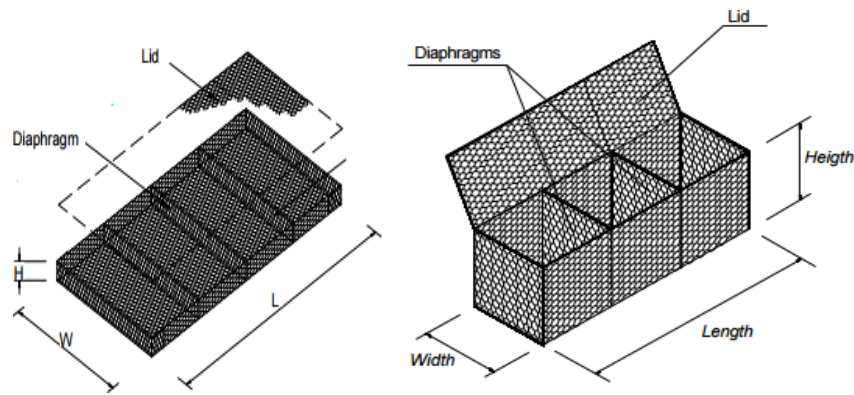 Lid
Diaphragm
H
W
L
Diaphragms
Lid
Heigth
Length
Width